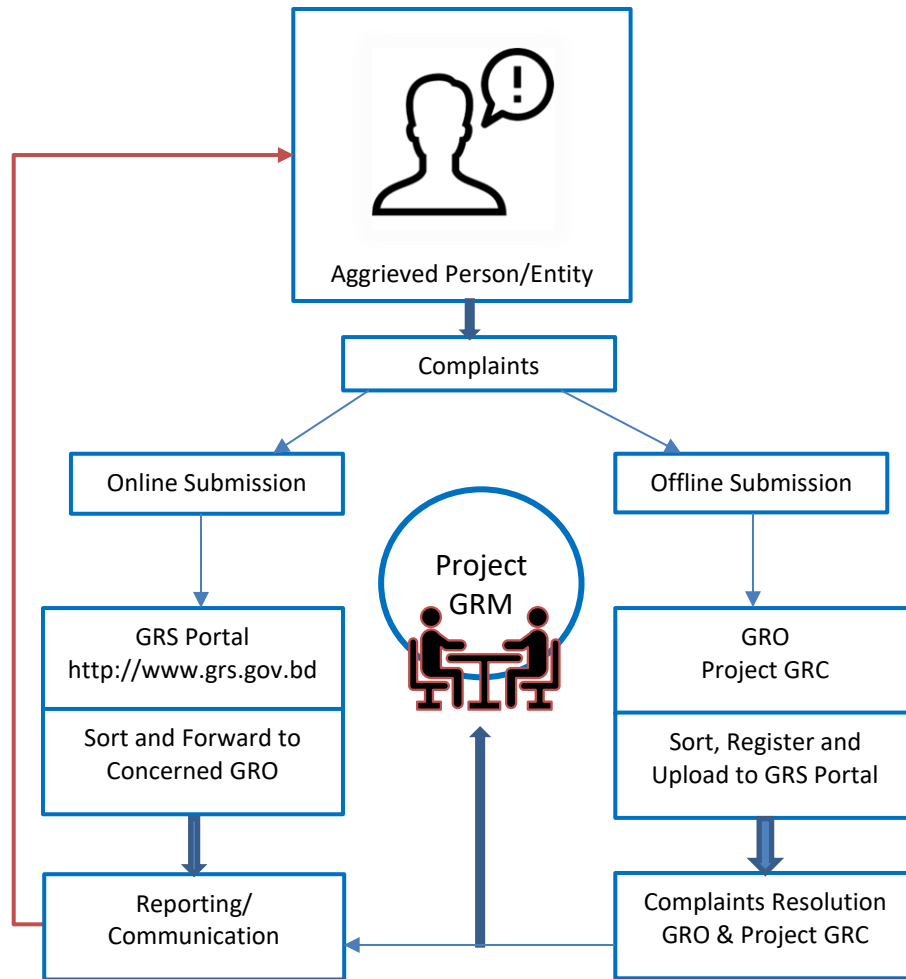 !
Aggrieved Person/Entity
Complaints
Online Submission
Offline Submission
Project
GRM
GRS Portal
http://www.grs.gov.bd
Sort and Forward to
Concerned GRO
GRO
Project GRC
Sort, Register and
Upload to GRS Portal
Reporting/
Communication
Complaints Resolution
GRO & Project GRC